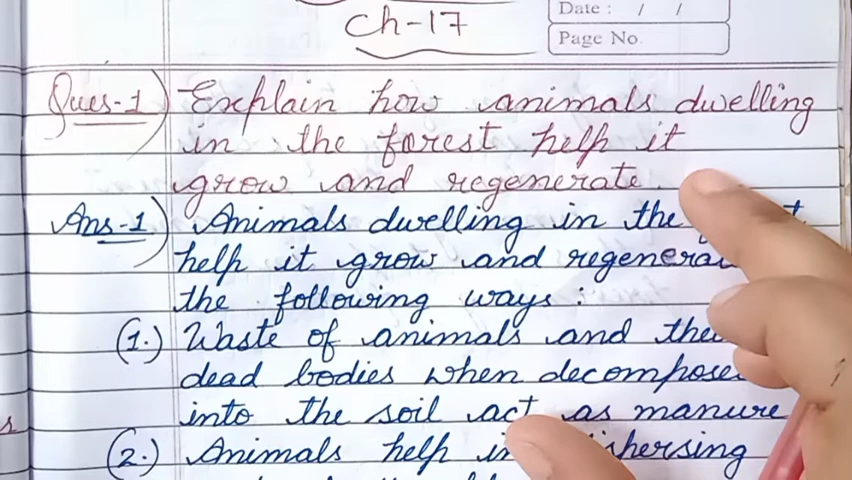 Ch-17
Date : / /
Page No.
Ques-1) Explain how animals dwelling
in the forest help it
grow and regenerate.
Ans-1) Animals dwelling in the
help it grow and
the following ways:
(1.) Waste of animals and
dead bodies when
into the soil act as manure
(2.) Animals help